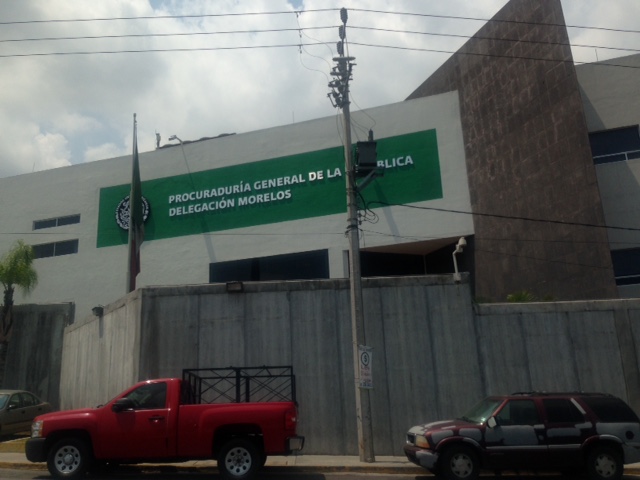 PROCURADURÍA GENERAL DE LA
DELEGACIÓN MORELOS